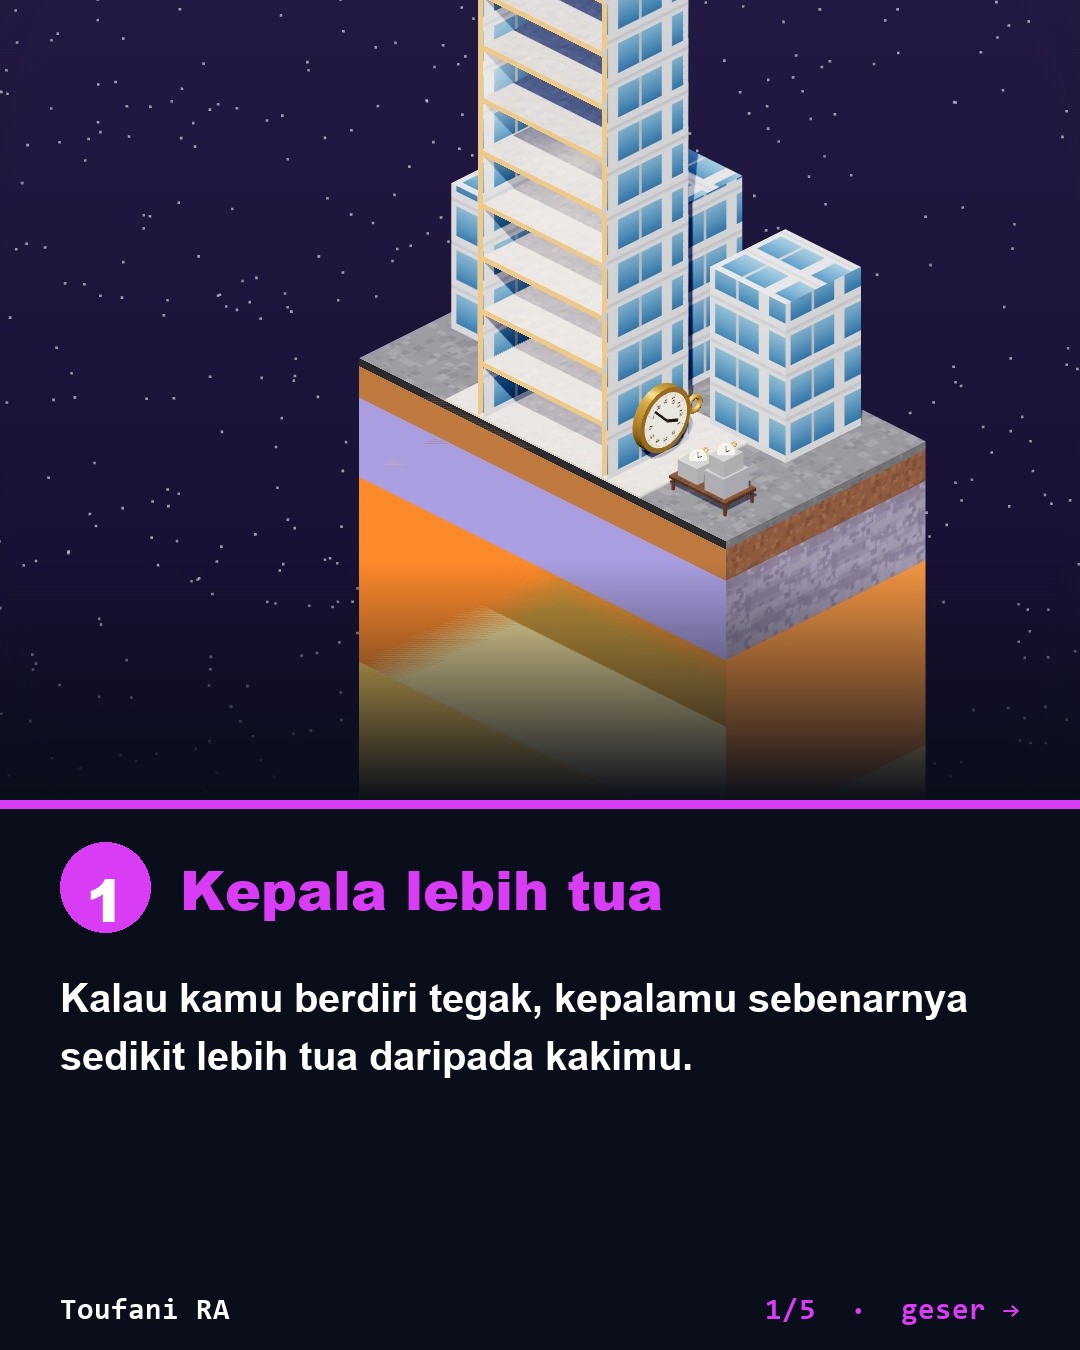 1 Kepala lebih tua
Kalau kamu berdiri tegak, kepalamu sebenarnya
sedikit lebih tua daripada kakimu.
Toufani RA 1/5 · geser →